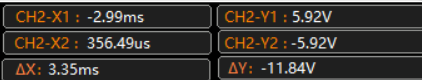 CH2-X1 : -2.99ms CH2-Y1 : 5.92V
CH2-X2 : 356.49us CH2-Y2 : -5.92V
ΔX: 3.35ms ΔY: -11.84V